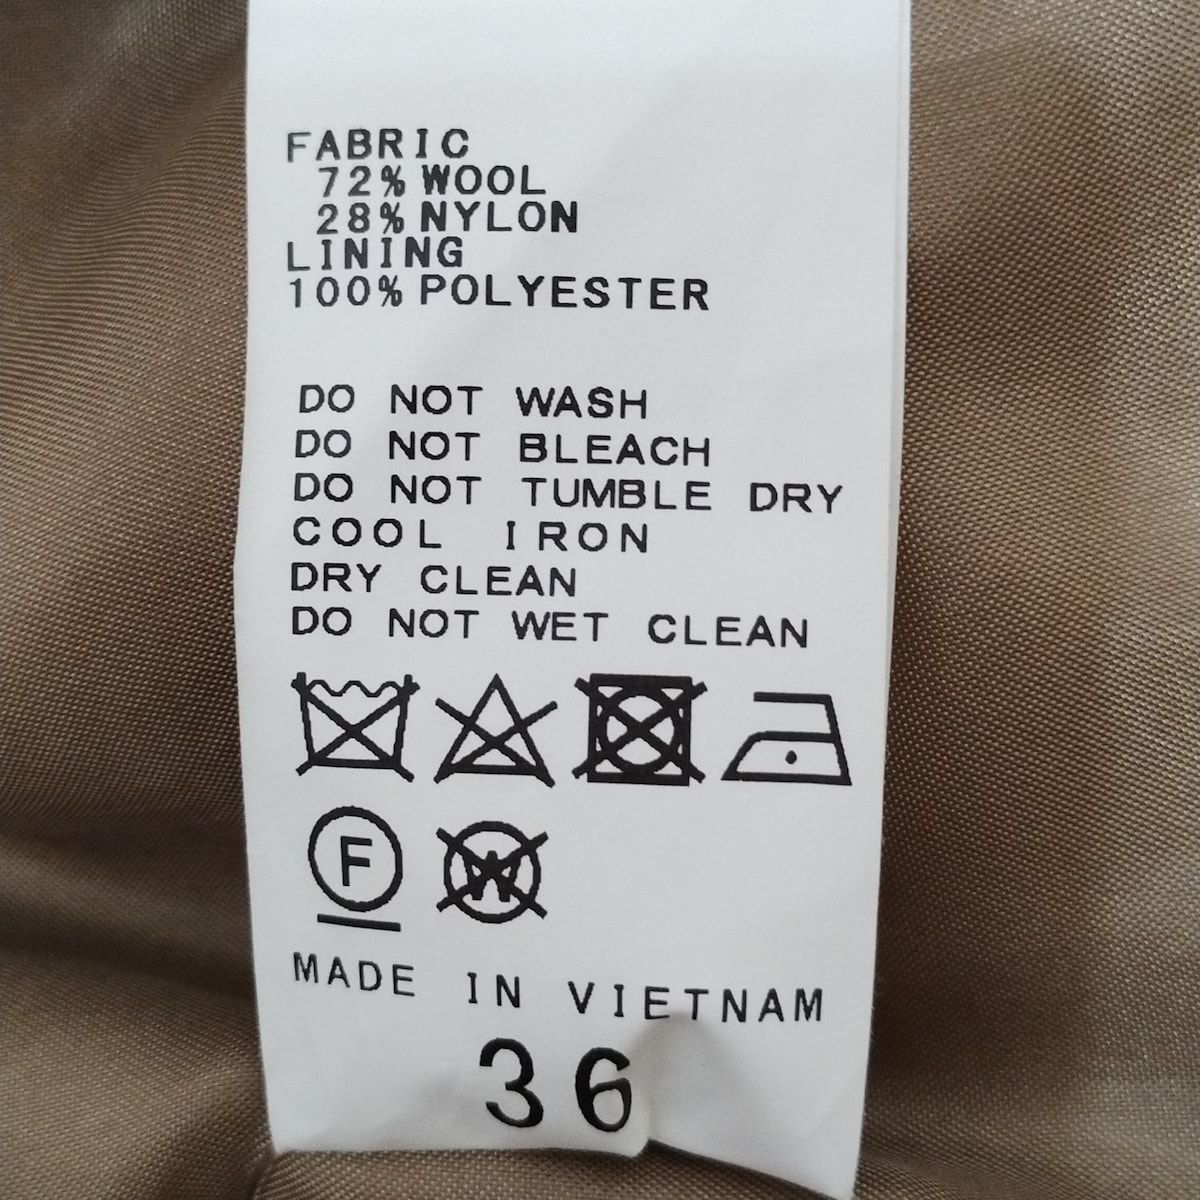 FABRIC
72% WOOL
28% NYLON
LINING
100% POLYESTER
DO NOT WASH
DO NOT BLEACH
DO NOT TUMBLE DRY
COOL IRON
DRY CLEAN
DO NOT WET CLEAN
F W
MADE IN VIETNAM
36